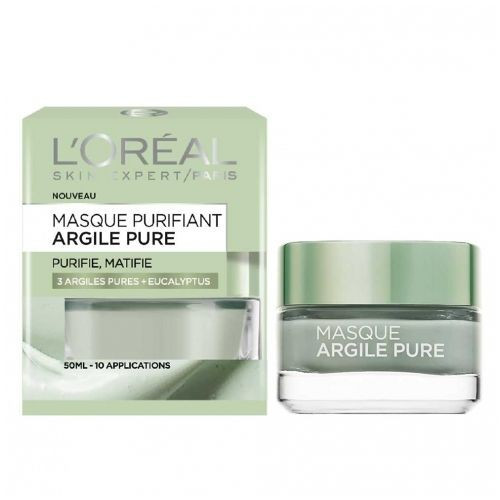 L'ORÉAL
SKIN EXPERT/PARIS
NOUVEAU
MASQUE PURIFIANT
ARGILE PURE
PURIFIE, MATIFIE
3 ARGILES PURES + EUCALYPTUS
50ML - 10 APPLICATIONS
MASQUE
ARGILE PURE